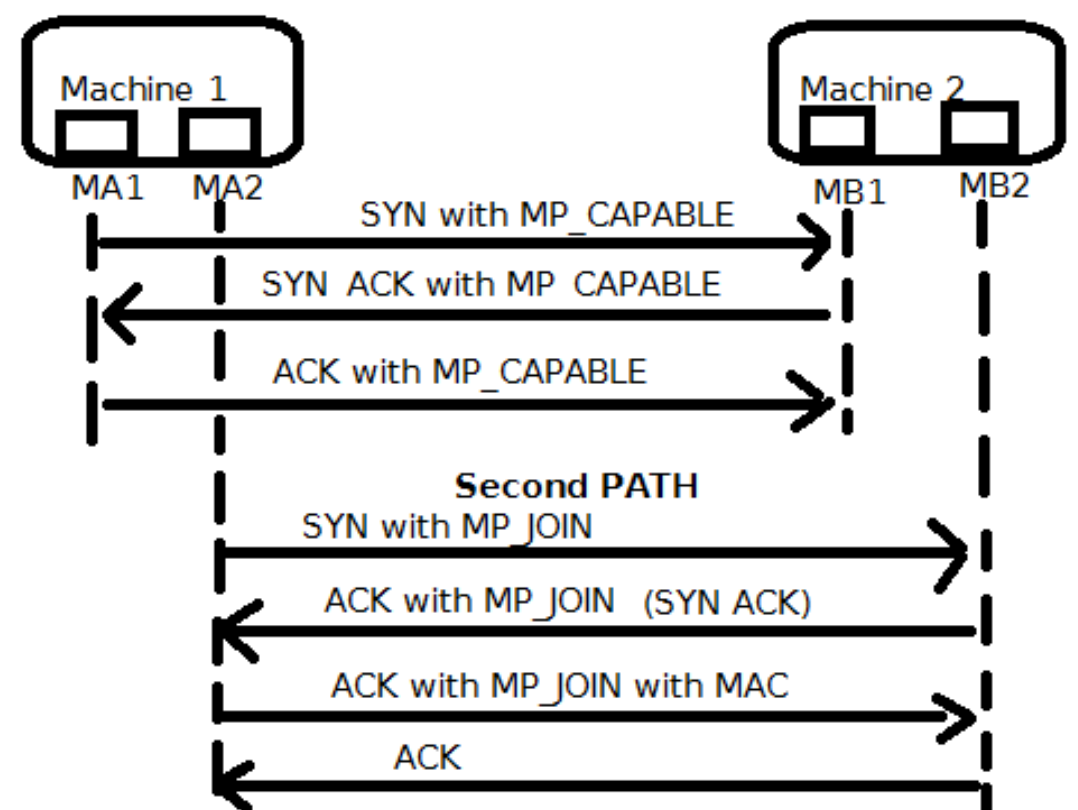 Machine 1
Machine 2
MA1
MA2
MB1
MB2
SYN with MP_CAPABLE
SYN ACK with MP CAPABLE
ACK with MP_CAPABLE
Second PATH
SYN with MP_JOIN
ACK with MP_JOIN (SYN ACK)
ACK with MP_JOIN with MAC
ACK